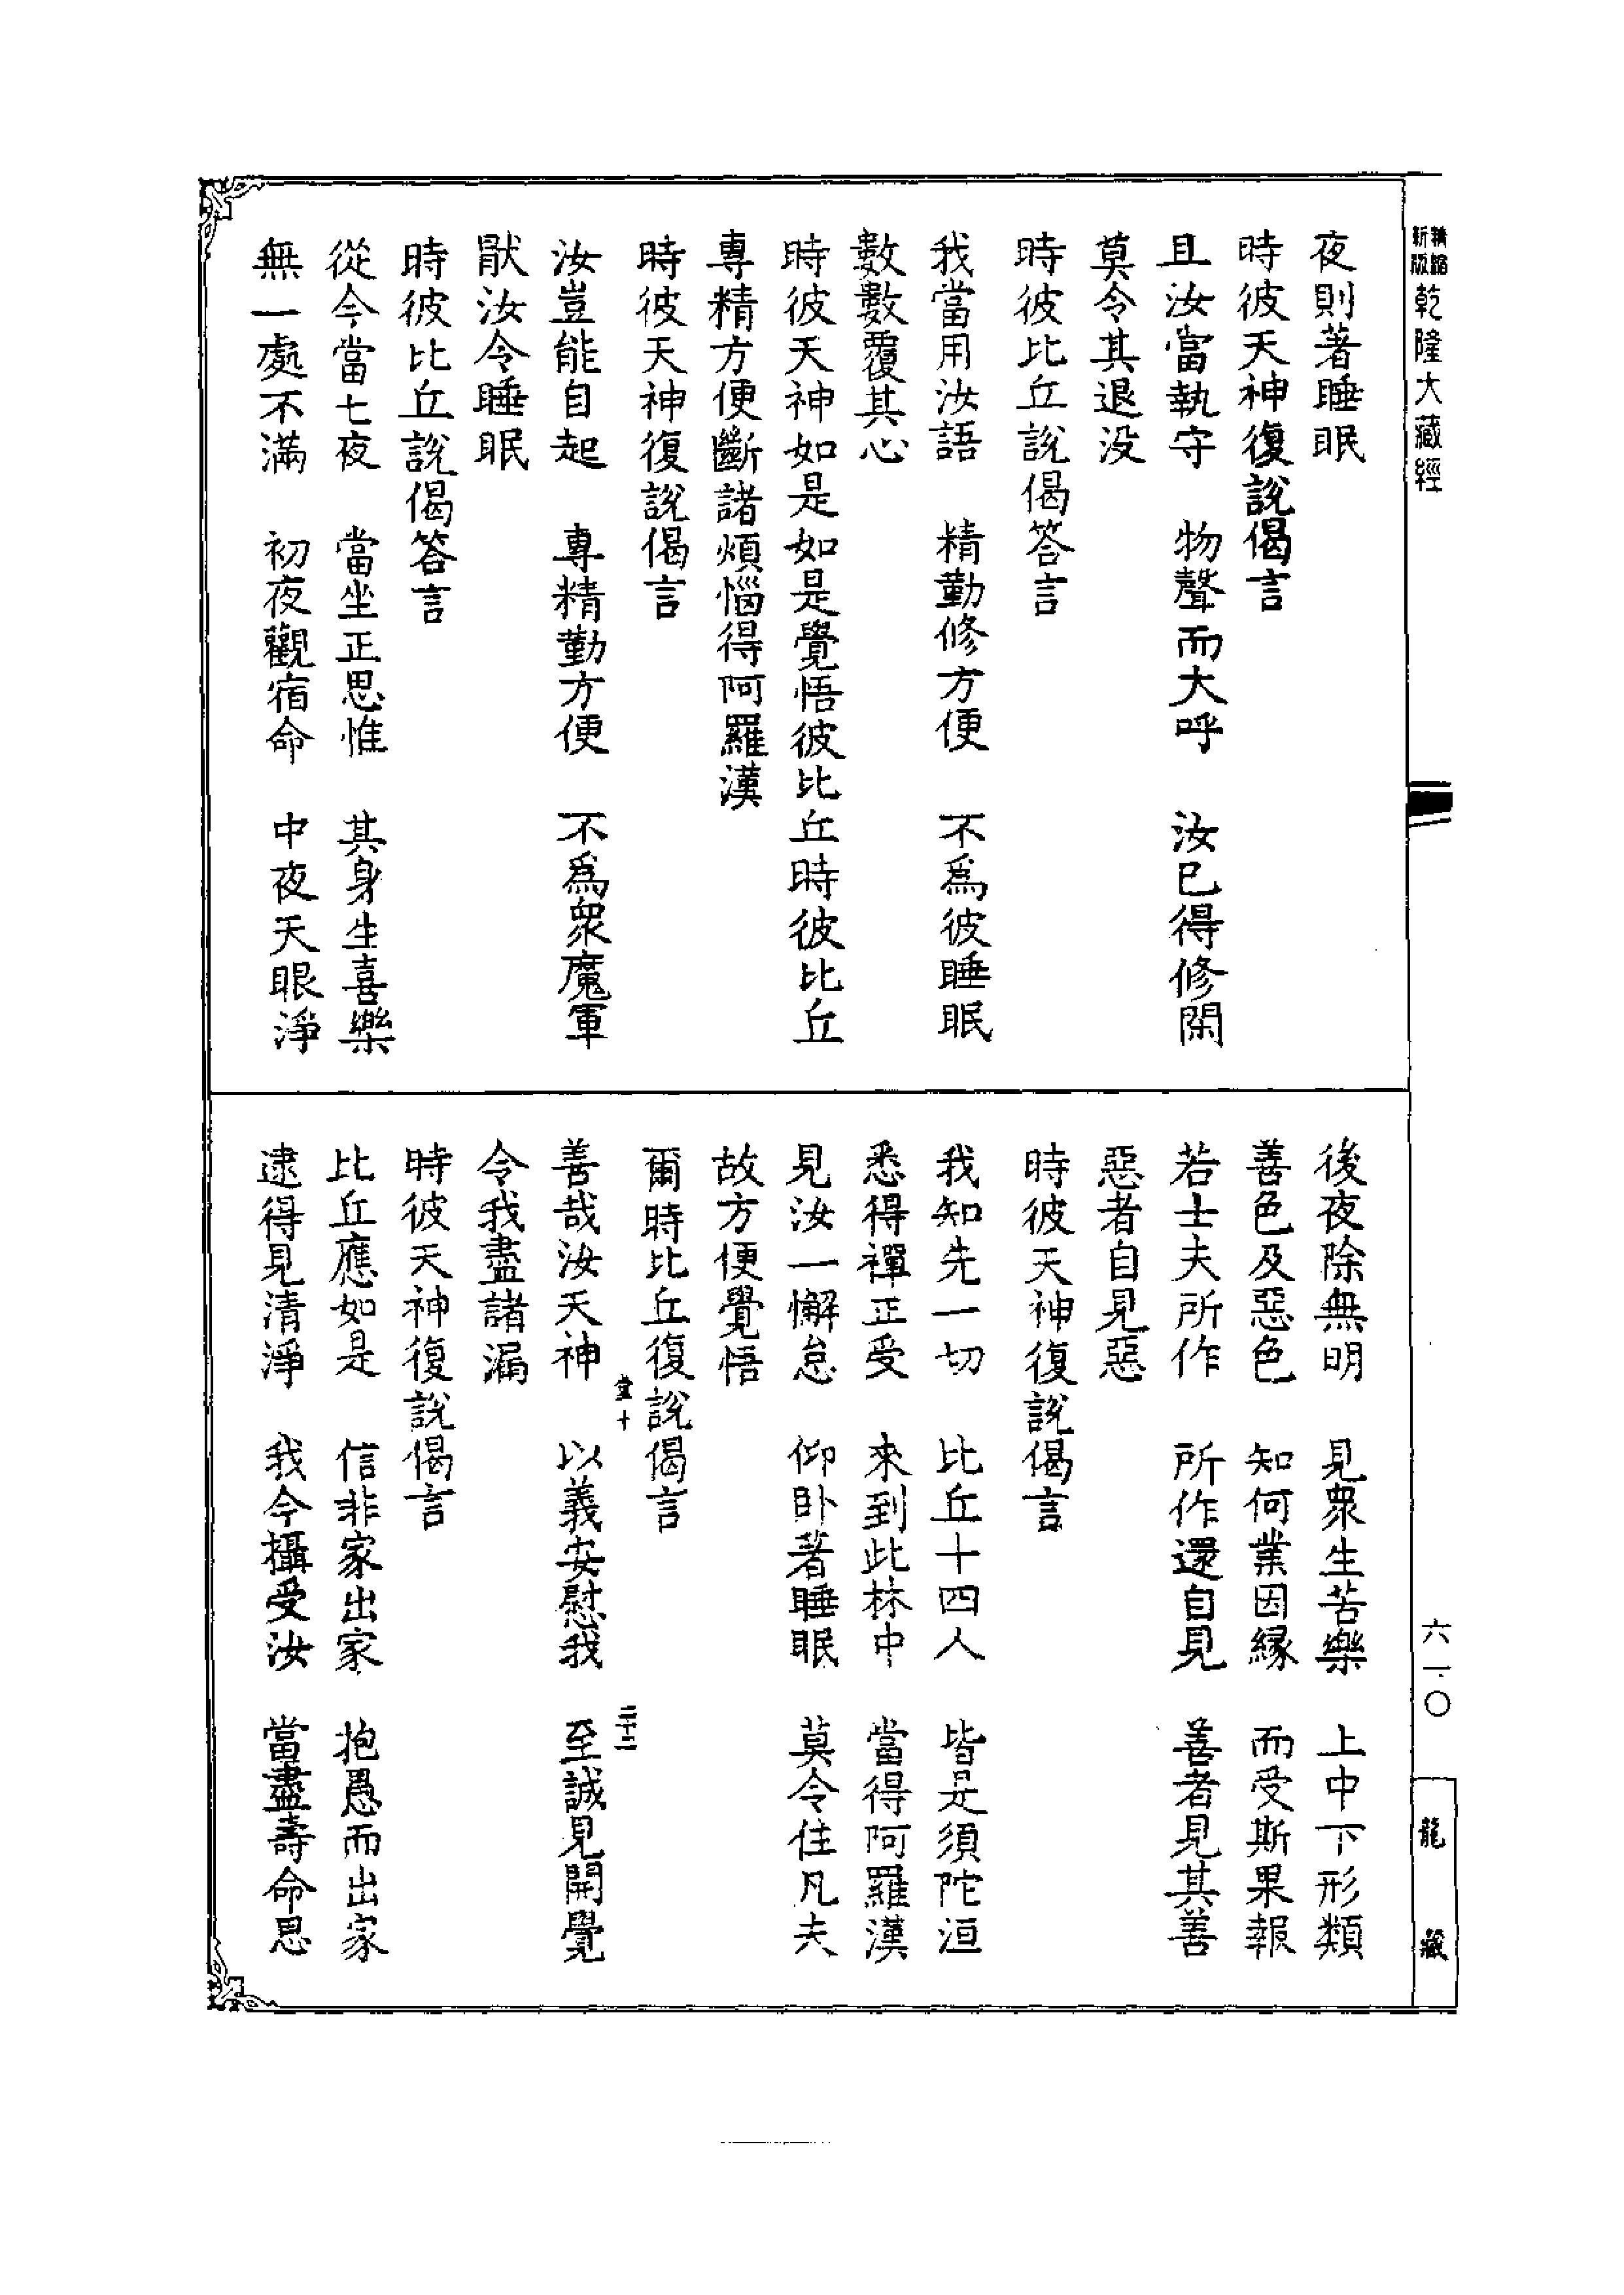 新版精縮乾隆大藏經
夜則著睡眠
時彼天神復說偈言
且汝當執守　物聲而大呼　汝已得修閑
莫令其退没
時彼比丘說偈答言
我當用汝語　精勤修方便　不爲彼睡眠
數數覆其心
時彼天神如是如是覺悟彼比丘時彼比丘
專精方便斷諸煩惱得阿羅漢
時彼天神復說偈言
汝豈能自起　專精勤方便　不爲衆魔軍
厭汝令睡眠
時彼比丘說偈答言
從今當七夜　當坐正思惟　其身生喜樂
無一處不滿　初夜觀宿命　中夜天眼淨
後夜除無明　見衆生苦樂　上中下形類
善色及惡色　知何業因緣　而受斯果報
若士夫所作　所作還自見　善者見其善
惡者自見惡
時彼天神復說偈言
我知先一切　比丘十四人　皆是須陀洹
悉得禪正受　來到此林中　當得阿羅漢
見汝一懈怠　仰卧著睡眠　莫令住凡夫
故方便覺悟
爾時比丘復說偈言
堂十　二十二
善哉汝天神　以義安慰我　至誠見開覺
令我盡諸漏
時彼天神復說偈言
比丘應如是　信非家出家　抱愚而出家
逮得見清淨　我今攝受汝　當盡壽命思
六一〇
龍藏